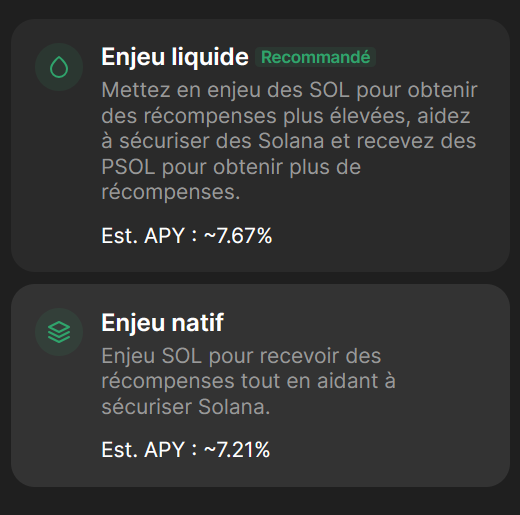 Enjeu liquide Recommandé
Mettez en enjeu des SOL pour obtenir
des récompenses plus élevées, aidez
à sécuriser des Solana et recevez des
PSOL pour obtenir plus de
récompenses.
Est. APY : ~7.67%
Enjeu natif
Enjeu SOL pour recevoir des
récompenses tout en aidant à
sécuriser Solana.
Est. APY : ~7.21%